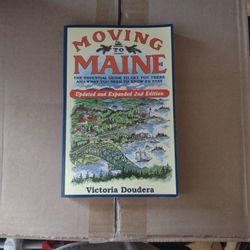 MOVING
TO
MAINE
THE ESSENTIAL GUIDE TO GET YOU THERE
AND WHAT YOU NEED TO KNOW TO STAY
Updated and Expanded 2nd Edition
Victoria Doudera